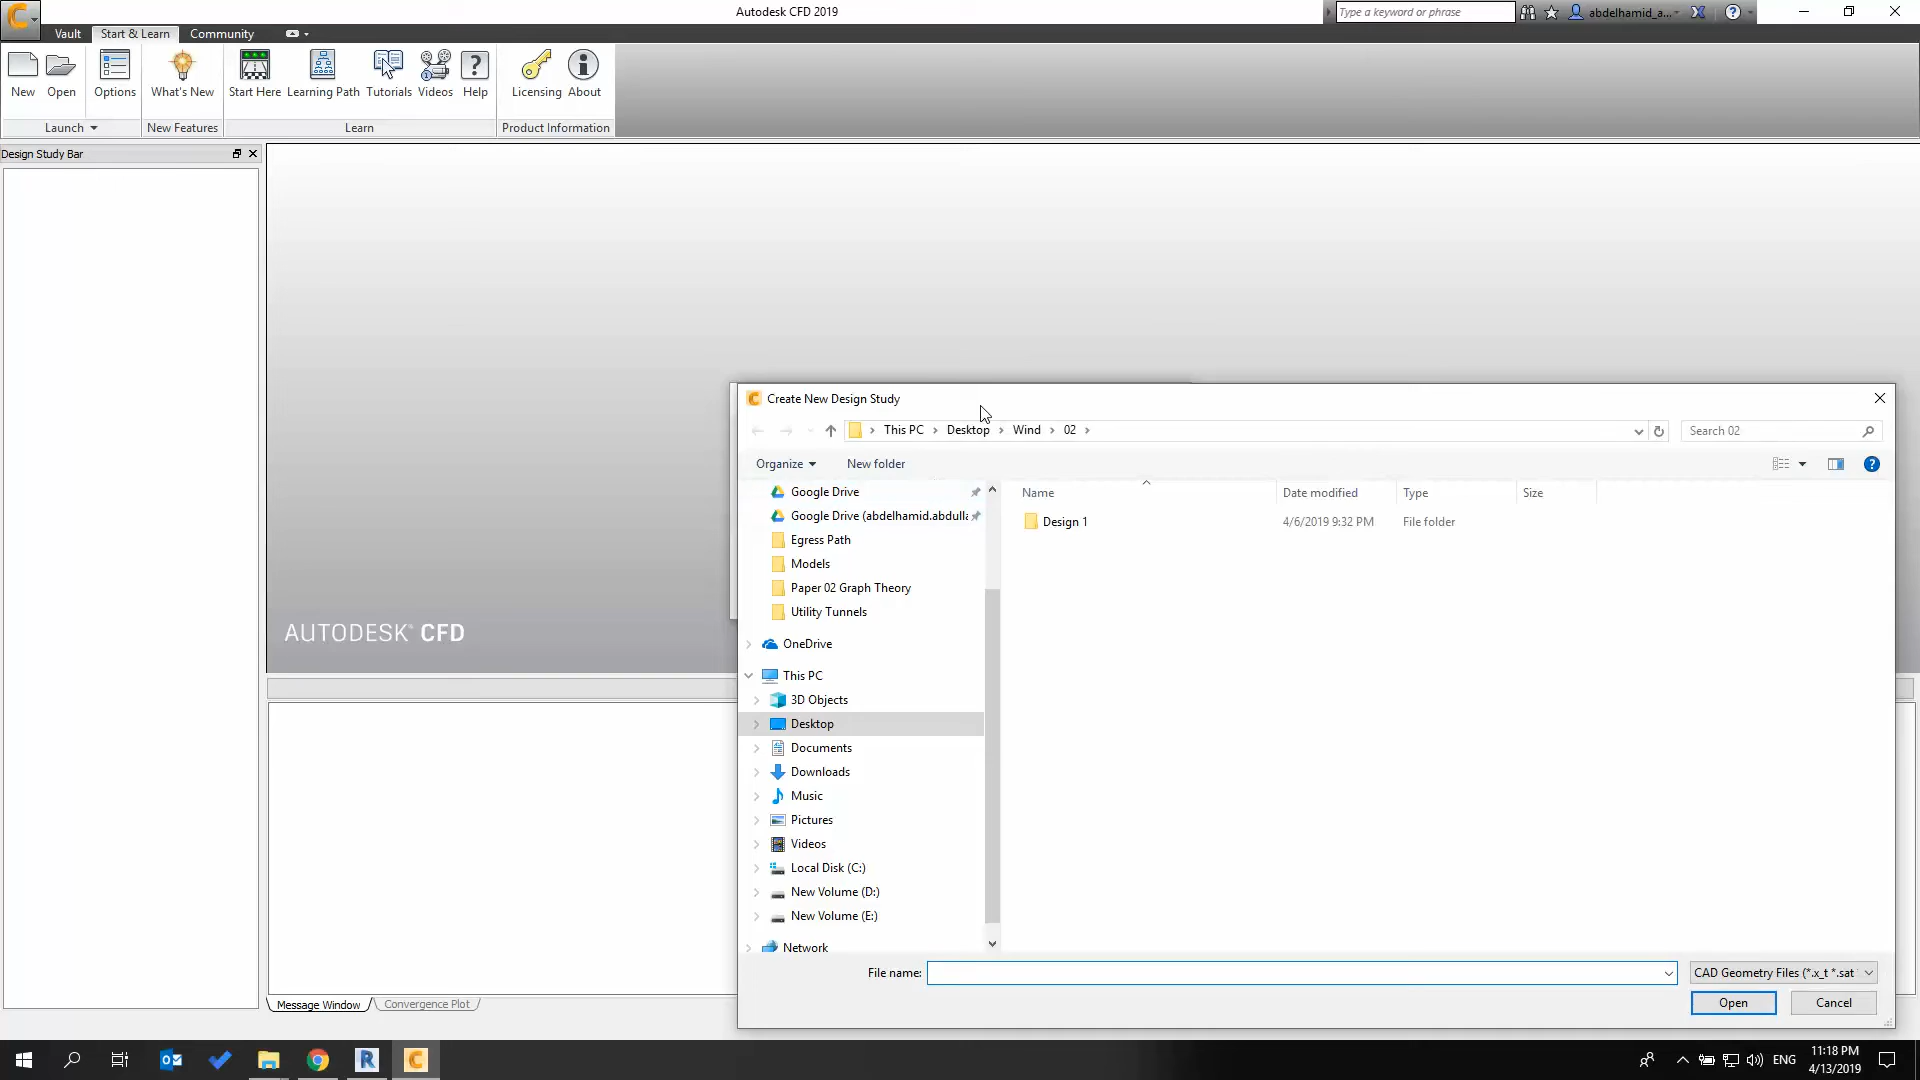 Autodesk CFD 2019
Type a keyword or phrase
abdelhamid_a...
Vault
Start & Learn
Community
New
Open
Options
What's New
Start Here
Learning Path
Tutorials
Videos
Help
Licensing
About
Launch
New Features
Learn
Product Information
Design Study Bar
AUTODESK® CFD
Create New Design Study
This PC > Desktop > Wind > 02 >
Search 02
Organize
New folder
Google Drive
Google Drive (abdelhamid.abdulla
Egress Path
Models
Paper 02 Graph Theory
Utility Tunnels
OneDrive
This PC
3D Objects
Desktop
Documents
Downloads
Music
Pictures
Videos
Local Disk (C:)
New Volume (D:)
New Volume (E:)
Network
Name
Date modified
Type
Size
Design 1
4/6/2019 9:32 PM
File folder
File name:
CAD Geometry Files (*.x_t *.sat
Open
Cancel
Message Window
Convergence Plot
ENG
11:18 PM
4/13/2019